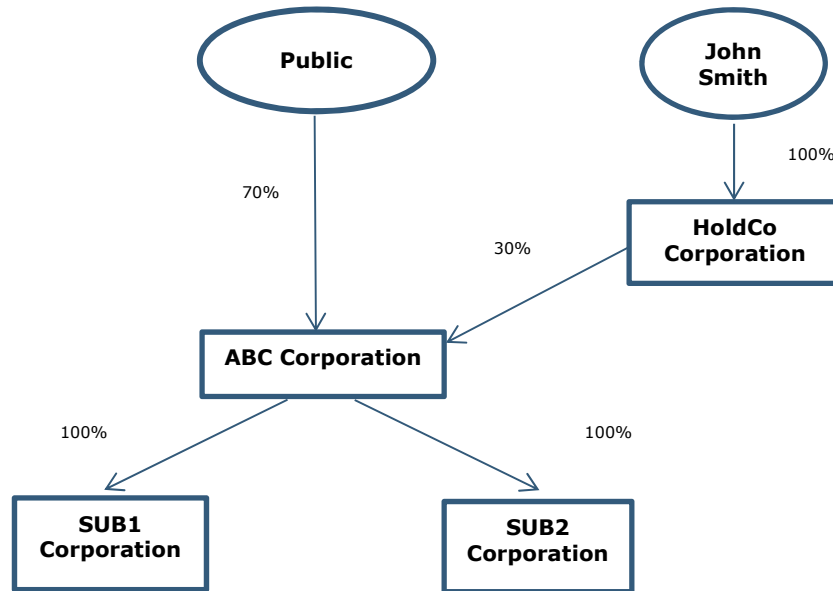 Public
John
Smith
100%
70%
HoldCo
Corporation
30%
ABC Corporation
100%
100%
SUB1
Corporation
SUB2
Corporation